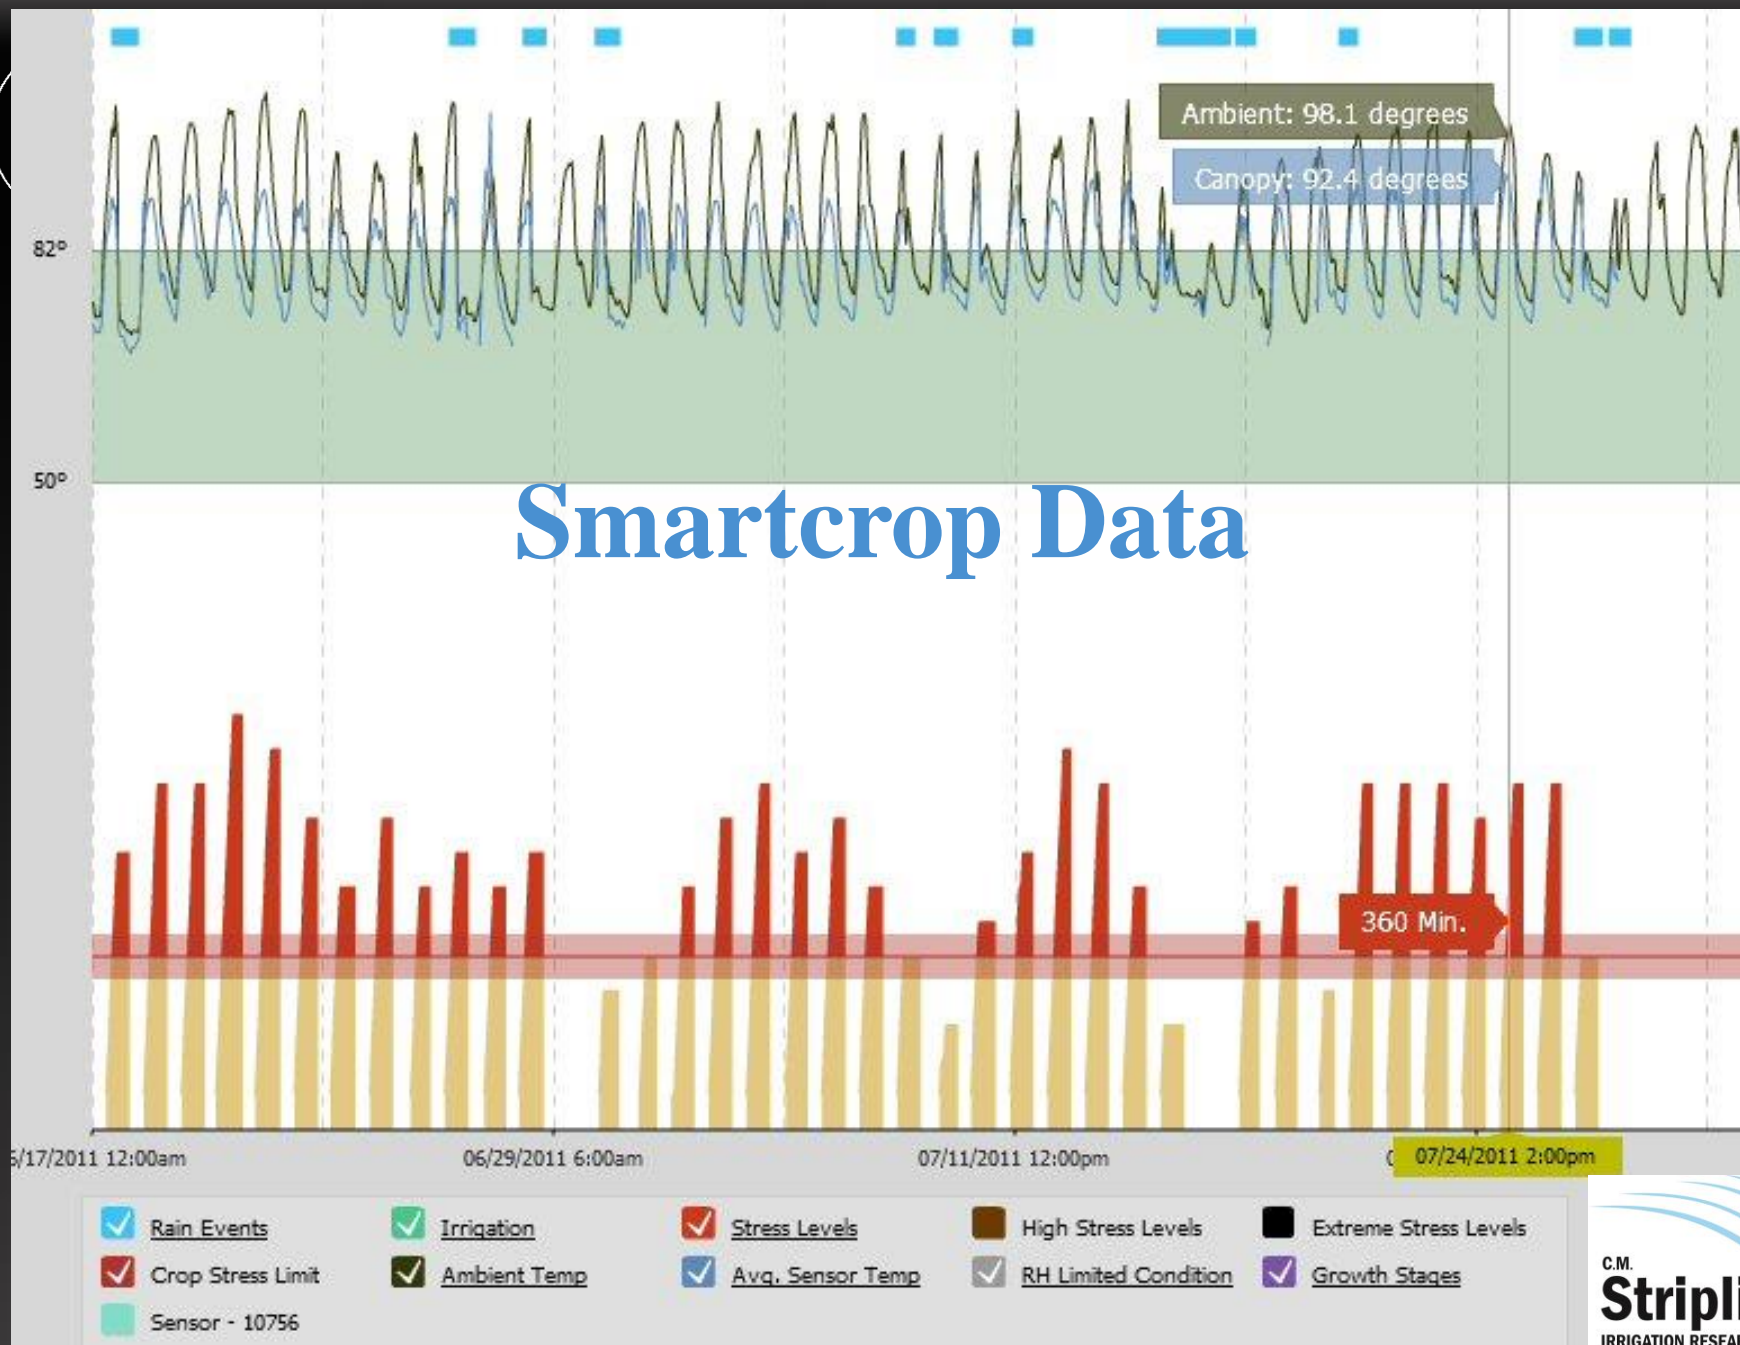 Ambient: 98.1 degrees
Canopy: 92.4 degrees
82°
50°
Smartcrop Data
360 Min.
6/17/2011 12:00am
06/29/2011 6:00am
07/11/2011 12:00pm
07/24/2011 2:00pm
Rain Events
Irrigation
Stress Levels
High Stress Levels
Extreme Stress Levels
Crop Stress Limit
Ambient Temp
Avg. Sensor Temp
RH Limited Condition
Growth Stages
Sensor - 10756
C.M.
Stripli
IRRIGATION RESEA